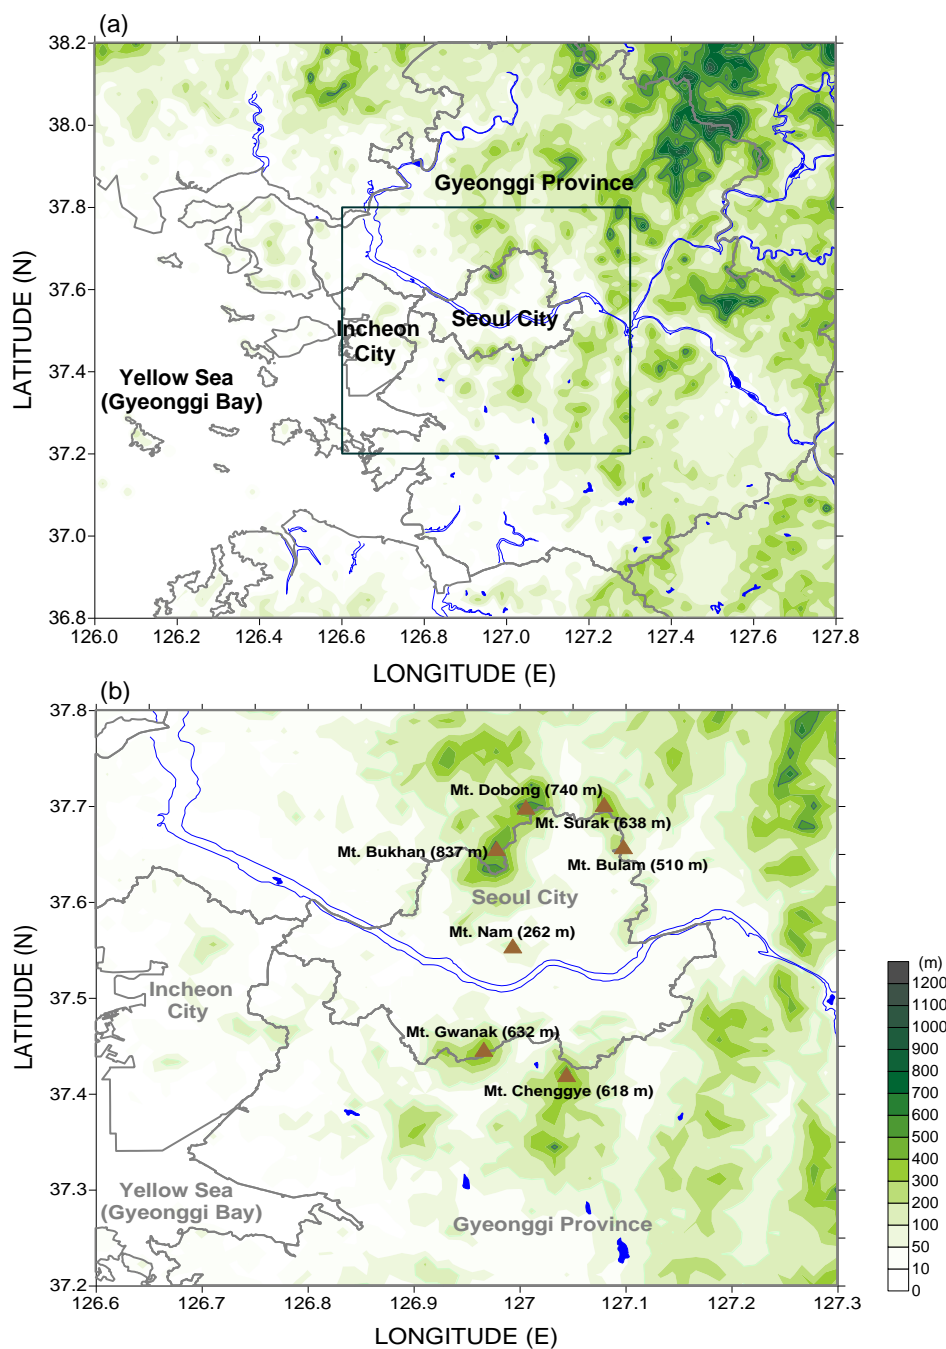 (a)
38.2
38.0
37.8
37.6
37.4
37.2
37.0
36.8
LATITUDE (N)
Gyeonggi Province
Seoul City
Incheon
City
Yellow Sea
(Gyeonggi Bay)
126.0
126.2
126.4
126.6
126.8
127.0
127.2
127.4
127.6
127.8
LONGITUDE (E)
(b)
37.8
37.7
37.6
37.5
37.4
37.3
37.2
LATITUDE (N)
Mt. Dobong (740 m)
Mt. Surak (638 m)
Mt. Bukhan (837 m)
Mt. Bulam (510 m)
Seoul City
Mt. Nam (262 m)
Incheon
City
Mt. Gwanak (632 m)
Mt. Chenggye (618 m)
Yellow Sea
(Gyeonggi Bay)
Gyeonggi Province
126.6
126.7
126.8
126.9
127
127.1
127.2
127.3
LONGITUDE (E)
(m)
1200
1100
1000
900
800
700
600
500
400
300
200
100
50
10
0